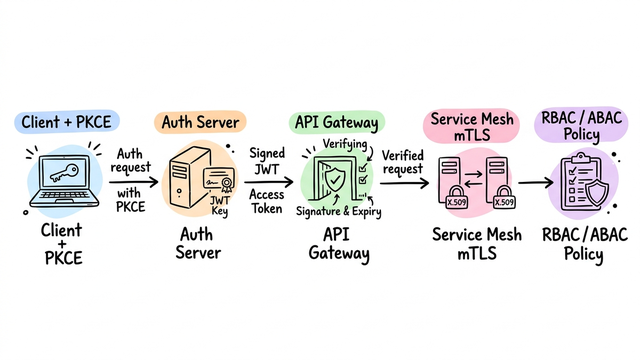 Client + PKCE
Auth Server
API Gateway
Service Mesh
mTLS
RBAC/ABAC
Policy
Auth
request
with
PKCE
JWT
Key
Signed
JWT
Access
Token
Verifying
Signature & Expiry
Verified
request
X.509
X.509
Client
+
PKCE
Auth
Server
API
Gateway
Service Mesh
mTLS
RBAC/ABAC
Policy